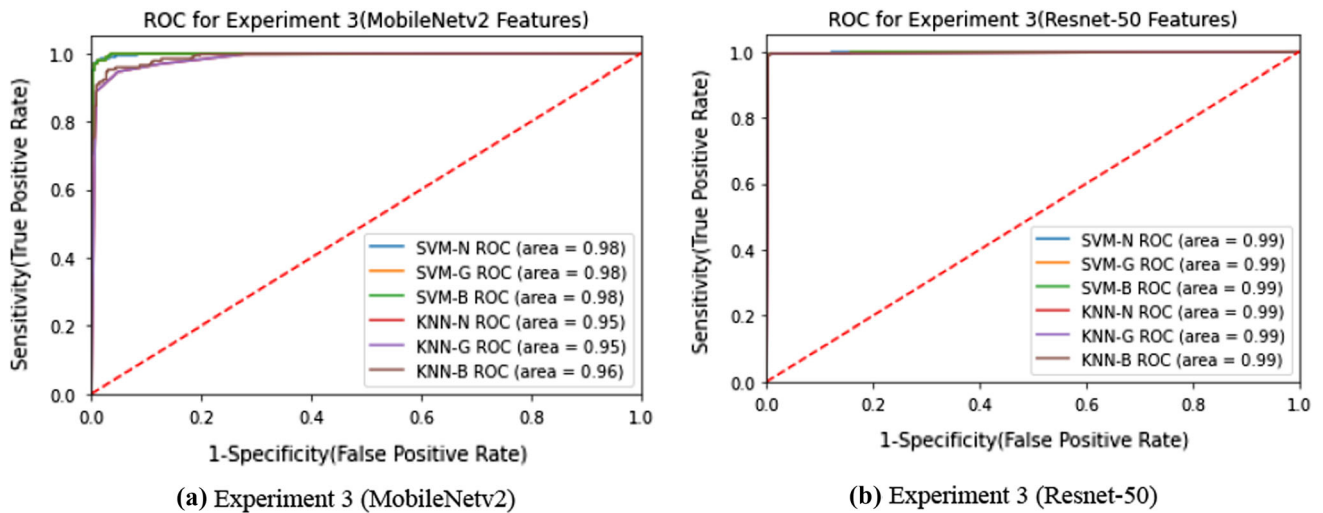 ROC for Experiment 3(MobileNetv2 Features)
Sensitivity(True Positive Rate)
1.0
0.8
0.6
0.4
0.2
0.0
SVM-N ROC (area = 0.98)
SVM-G ROC (area = 0.98)
SVM-B ROC (area = 0.98)
KNN-N ROC (area = 0.95)
KNN-G ROC (area = 0.95)
KNN-B ROC (area = 0.96)
0.0 0.2 0.4 0.6 0.8 1.0
1-Specificity(False Positive Rate)
(a) Experiment 3 (MobileNetv2)
ROC for Experiment 3(Resnet-50 Features)
Sensitivity(True Positive Rate)
1.0
0.8
0.6
0.4
0.2
0.0
SVM-N ROC (area = 0.99)
SVM-G ROC (area = 0.99)
SVM-B ROC (area = 0.99)
KNN-N ROC (area = 0.99)
KNN-G ROC (area = 0.99)
KNN-B ROC (area = 0.99)
0.0 0.2 0.4 0.6 0.8 1.0
1-Specificity(False Positive Rate)
(b) Experiment 3 (Resnet-50)